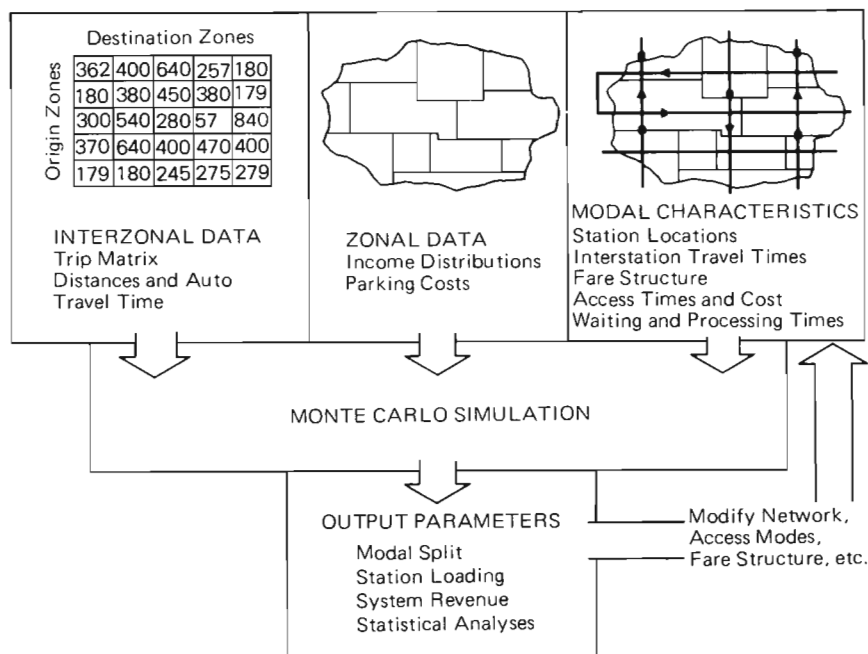 Destination Zones
Origin Zones
362 400 640 257 180
180 380 450 380 179
300 540 280 57 840
370 640 400 470 400
179 180 245 275 279
INTERZONAL DATA
Trip Matrix
Distances and Auto
Travel Time
ZONAL DATA
Income Distributions
Parking Costs
MODAL CHARACTERISTICS
Station Locations
Interstation Travel Times
Fare Structure
Access Times and Cost
Waiting and Processing Times
MONTE CARLO SIMULATION
OUTPUT PARAMETERS
Modal Split
Station Loading
System Revenue
Statistical Analyses
Modify Network,
Access Modes,
Fare Structure, etc.